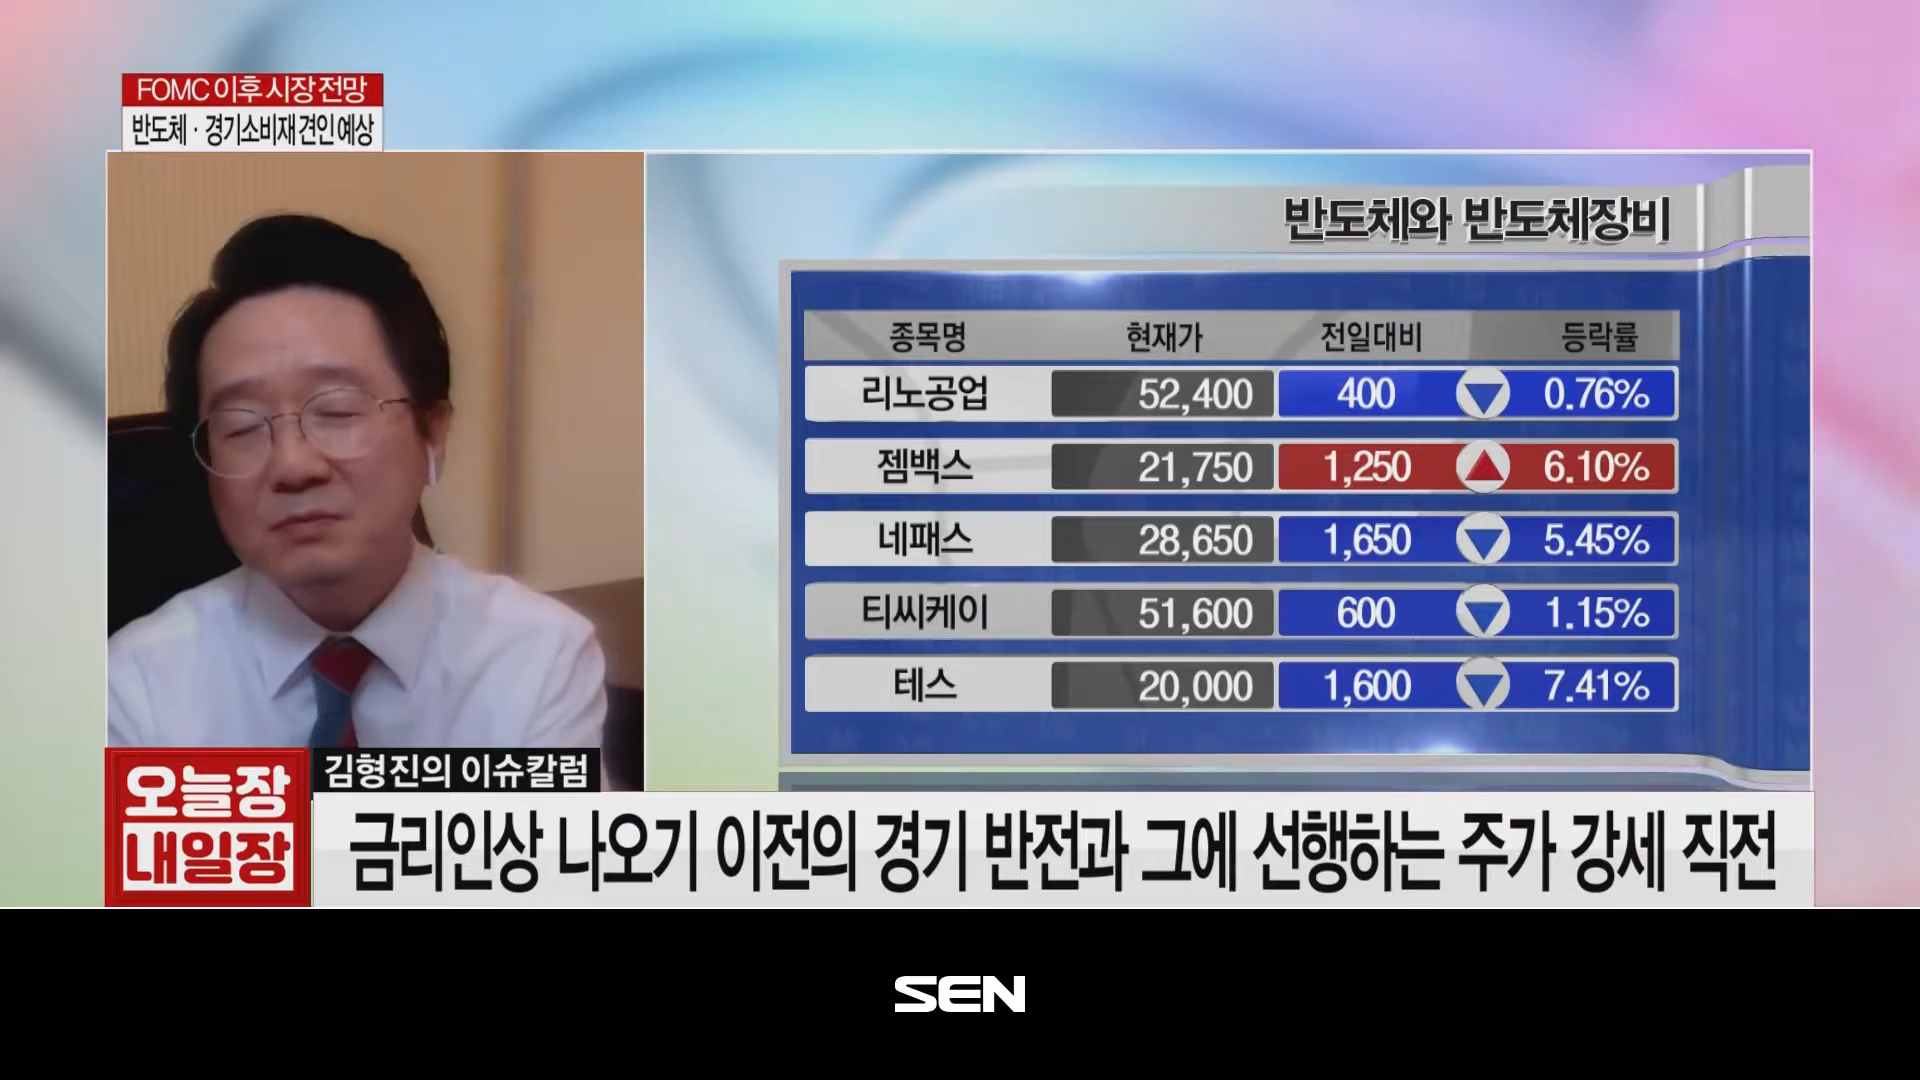 FOMC 이후 시장 전망
반도체 · 경기소비재 견인 예상
반도체와 반도체장비
종목명 현재가 전일대비 등락률
리노공업 52,400 400 ▼ 0.76%
젬백스 21,750 1,250 ▲ 6.10%
네패스 28,650 1,650 ▼ 5.45%
티씨케이 51,600 600 ▼ 1.15%
테스 20,000 1,600 ▼ 7.41%
김형진의 이슈칼럼
오늘장
내일장
금리인상 나오기 이전의 경기 반전과 그에 선행하는 주가 강세 직전
SEN